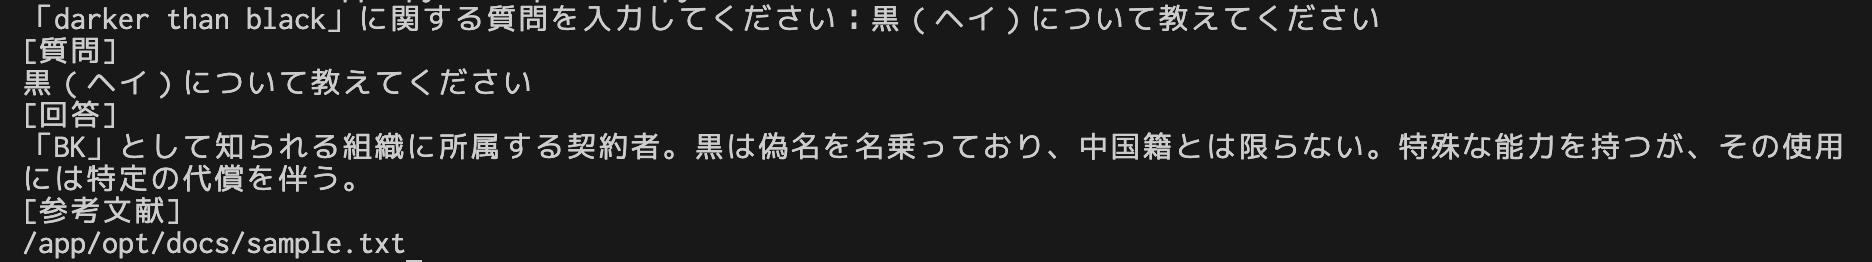 「darker than black」に関する質問を入力してください：黒（ヘイ）について教えてください
[質問]
黒（ヘイ）について教えてください
[回答]
「BK」として知られる組織に所属する契約者。黒は偽名を名乗っており、中国籍とは限らない。特殊な能力を持つが、その使用
には特定の代償を伴う。
[参考文献]
/app/opt/docs/sample.txt